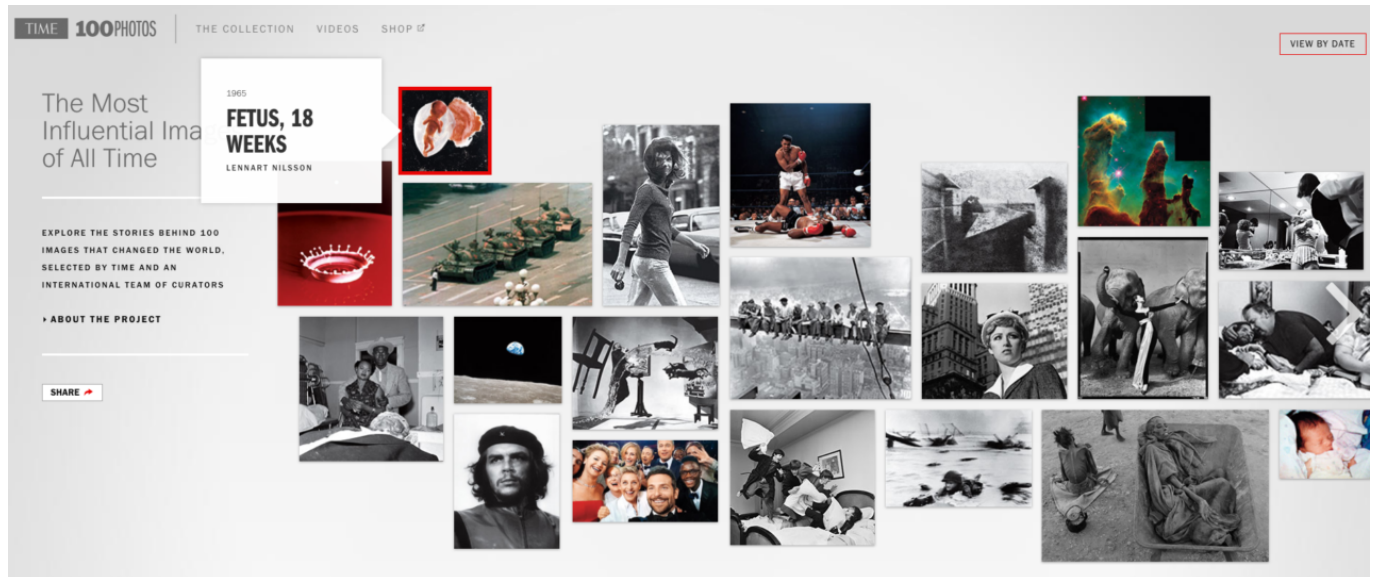 TIME 100PHOTOS THE COLLECTION VIDEOS SHOP
VIEW BY DATE
The Most
Influential Imag
of All Time
1965
FETUS, 18
WEEKS
LENNART NILSSON
EXPLORE THE STORIES BEHIND 100
IMAGES THAT CHANGED THE WORLD,
SELECTED BY TIME AND AN
INTERNATIONAL TEAM OF CURATORS
ABOUT THE PROJECT
SHARE